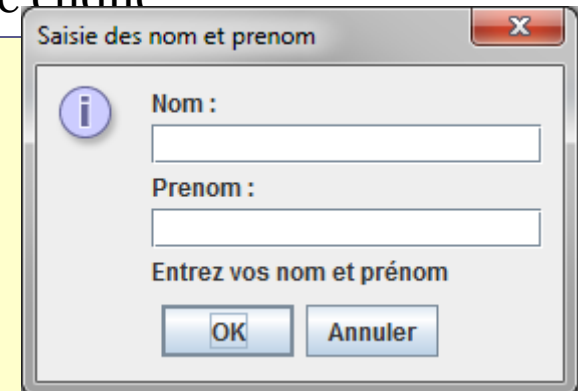 Saisie des nom et prenom
Nom :
Prenom :
Entrez vos nom et prénom
OK Annuler